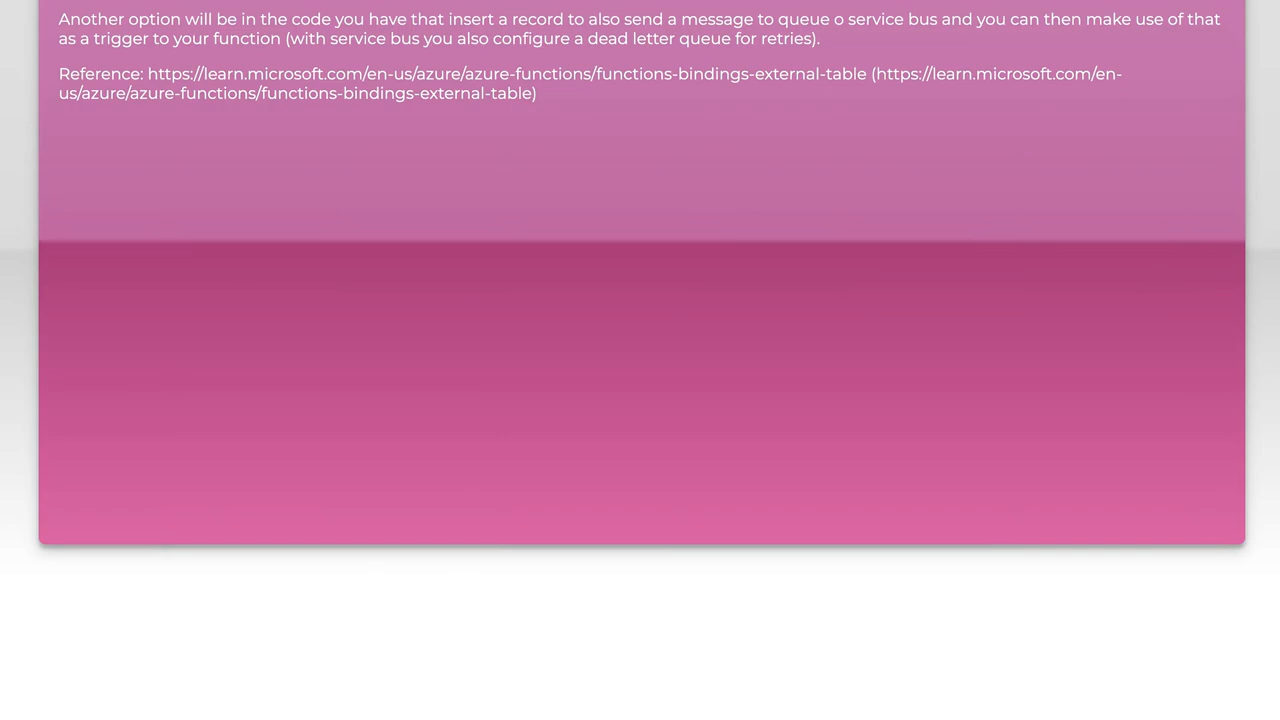 Another option will be in the code you have that insert a record to also send a message to queue o service bus and you can then make use of that
as a trigger to your function (with service bus you also configure a dead letter queue for retries).
Reference: https://learn.microsoft.com/en-us/azure/azure-functions/functions-bindings-external-table (https://learn.microsoft.com/en-
us/azure/azure-functions/functions-bindings-external-table)